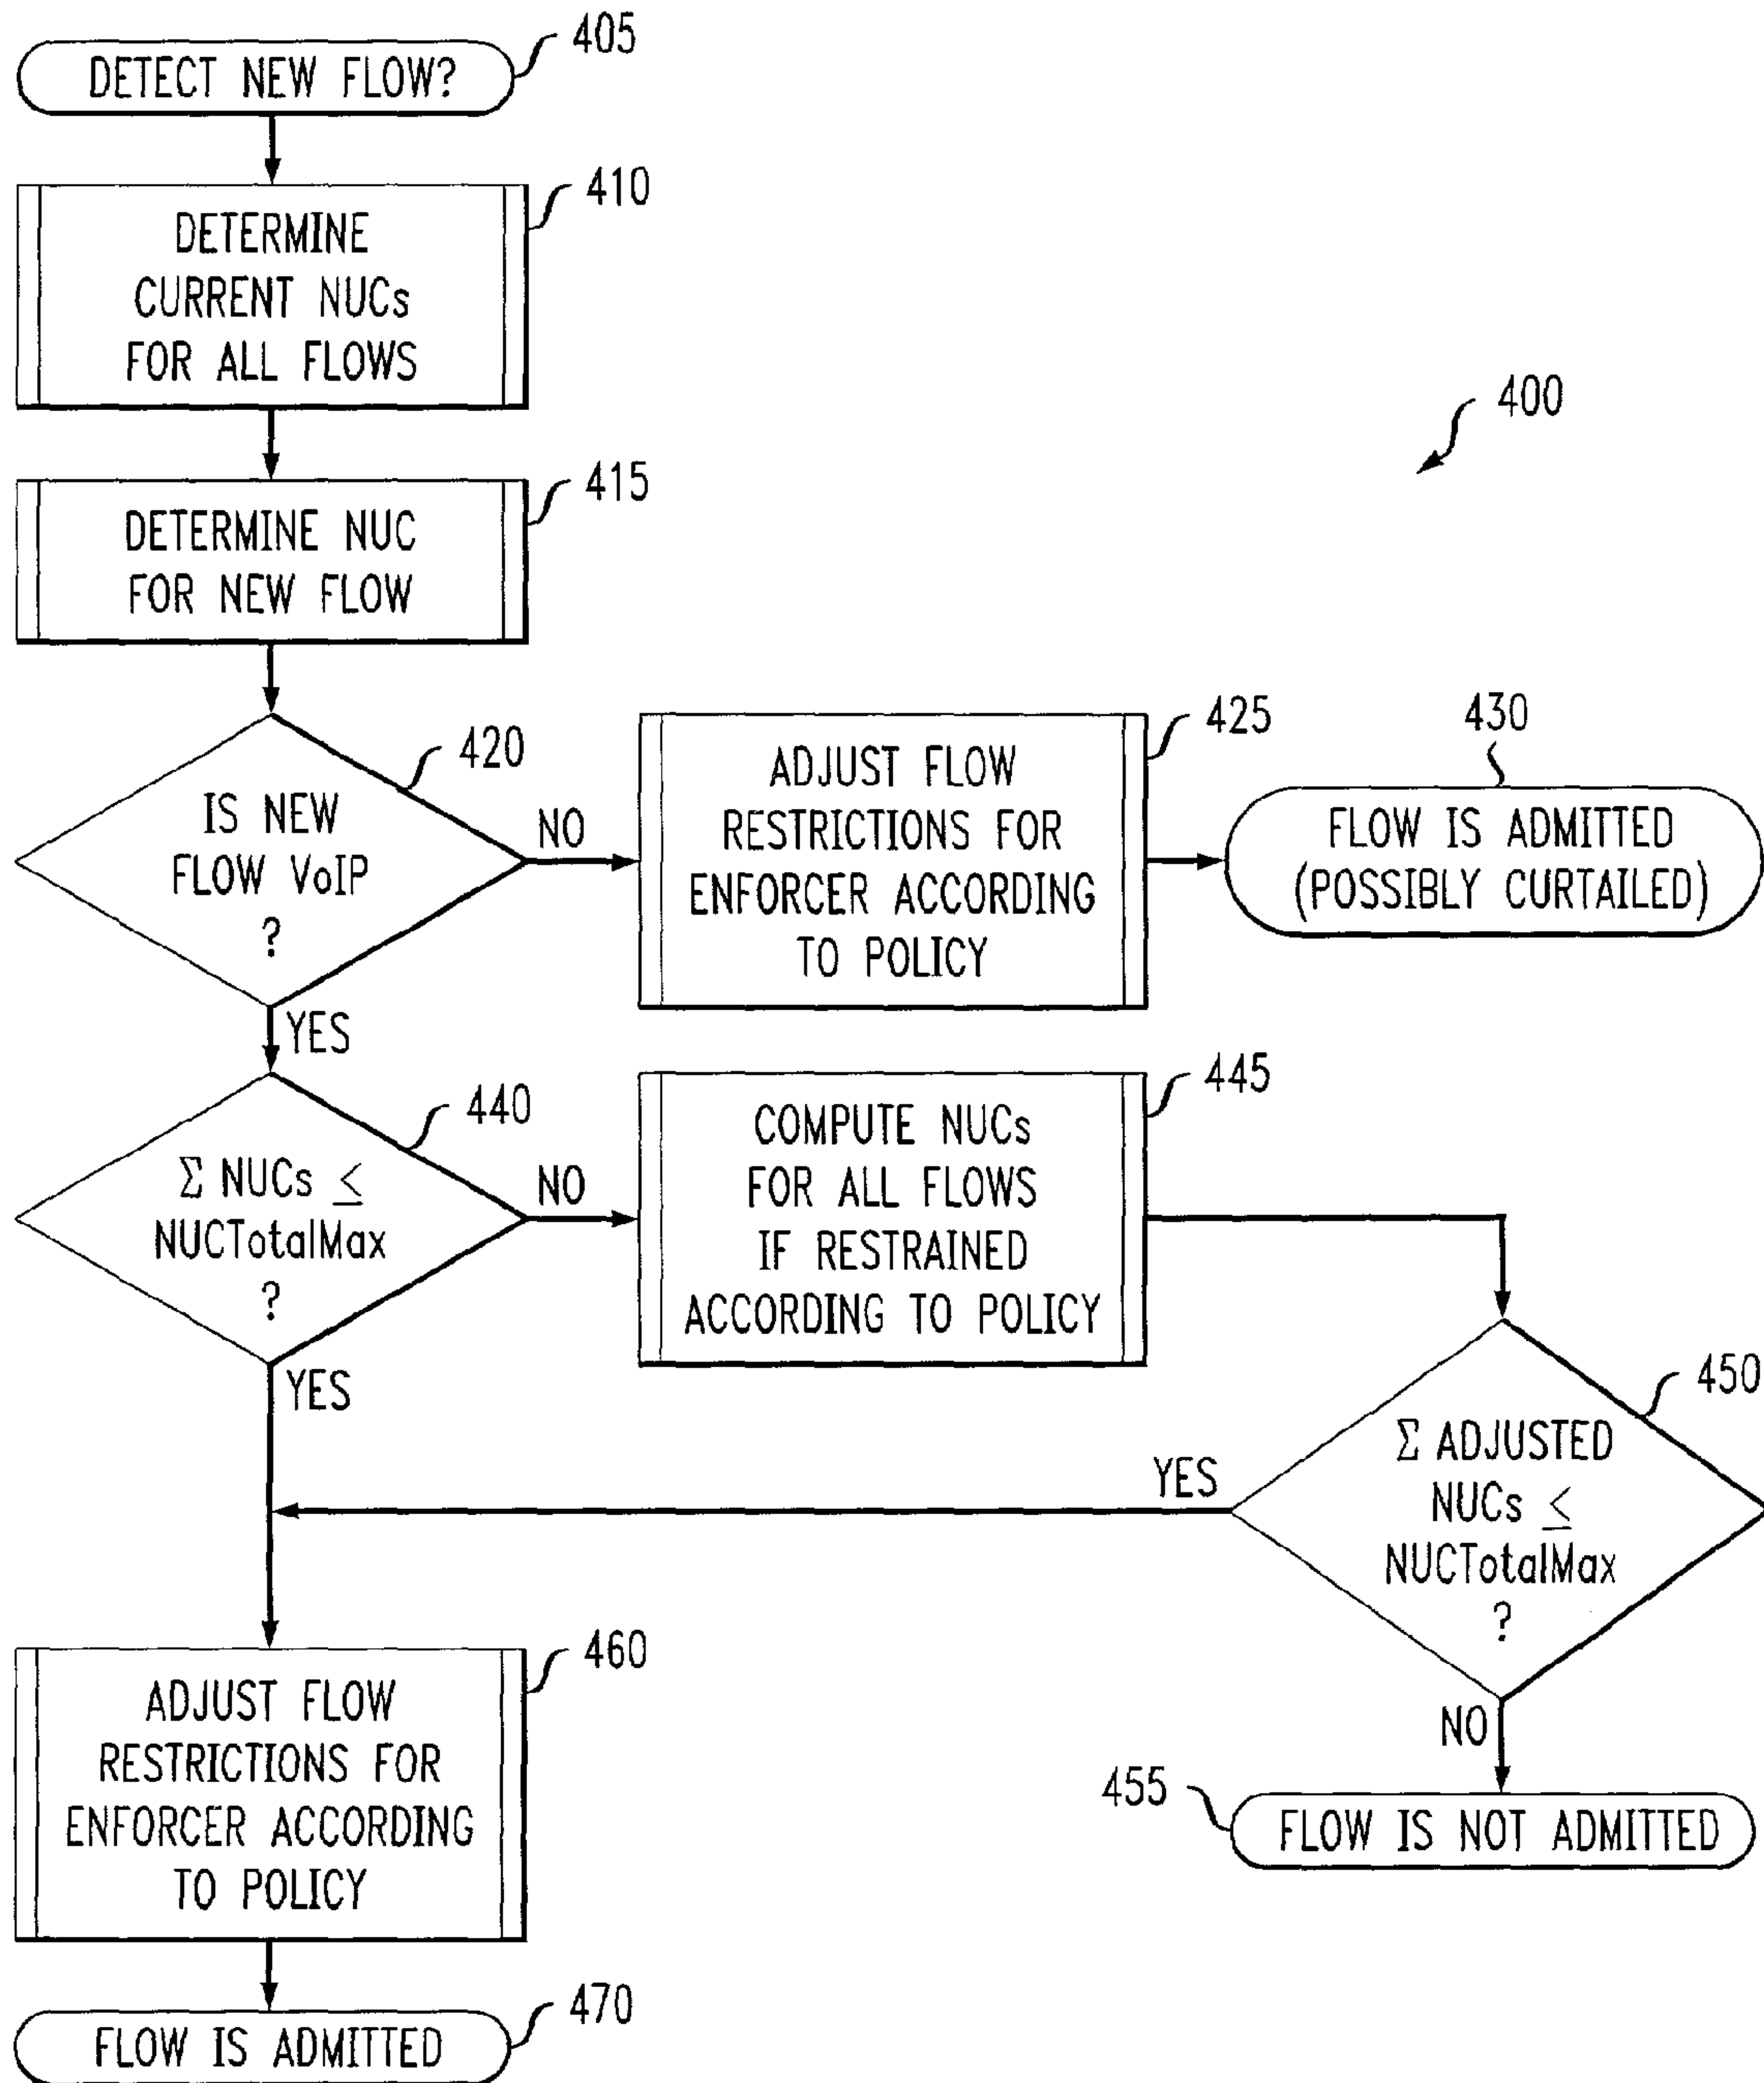 405
DETECT NEW FLOW?
410
DETERMINE
CURRENT NUCs
FOR ALL FLOWS
400
415
DETERMINE NUC
FOR NEW FLOW
420
IS NEW
FLOW VoIP
?
NO
YES
425
ADJUST FLOW
RESTRICTIONS FOR
ENFORCER ACCORDING
TO POLICY
430
FLOW IS ADMITTED
(POSSIBLY CURTAILED)
440
Σ NUCs ≤
NUCTotalMax
?
NO
YES
445
COMPUTE NUCs
FOR ALL FLOWS
IF RESTRAINED
ACCORDING TO POLICY
450
Σ ADJUSTED
NUCs ≤
NUCTotalMax
?
YES
NO
455
FLOW IS NOT ADMITTED
460
ADJUST FLOW
RESTRICTIONS FOR
ENFORCER ACCORDING
TO POLICY
470
FLOW IS ADMITTED